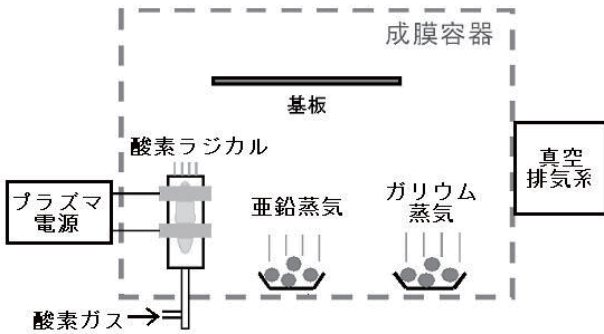 成膜容器
基板
酸素ラジカル
真空
排気系
プラズマ
電源
亜鉛蒸気
ガリウム
蒸気
酸素ガス